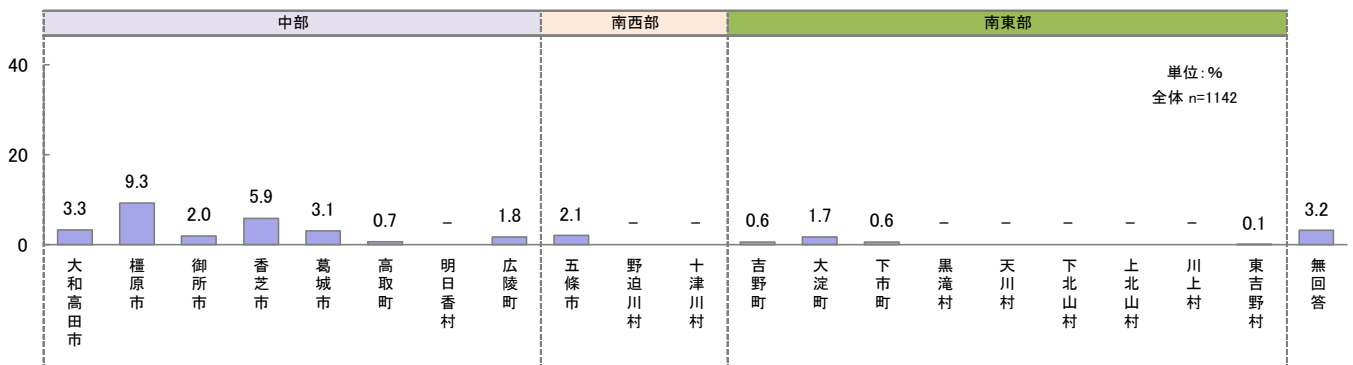 中部
南西部
南東部
単位:%
全体 n=1142
40
20
0
3.3
9.3
2.0
5.9
3.1
0.7
–
1.8
2.1
–
–
0.6
1.7
0.6
–
–
–
–
–
0.1
3.2
大和高田市
橿原市
御所市
香芝市
葛城市
高取町
明日香村
広陵町
五條市
野迫川村
十津川村
吉野町
大淀町
下市町
黒滝村
天川村
下北山村
上北山村
川上村
東吉野村
無回答